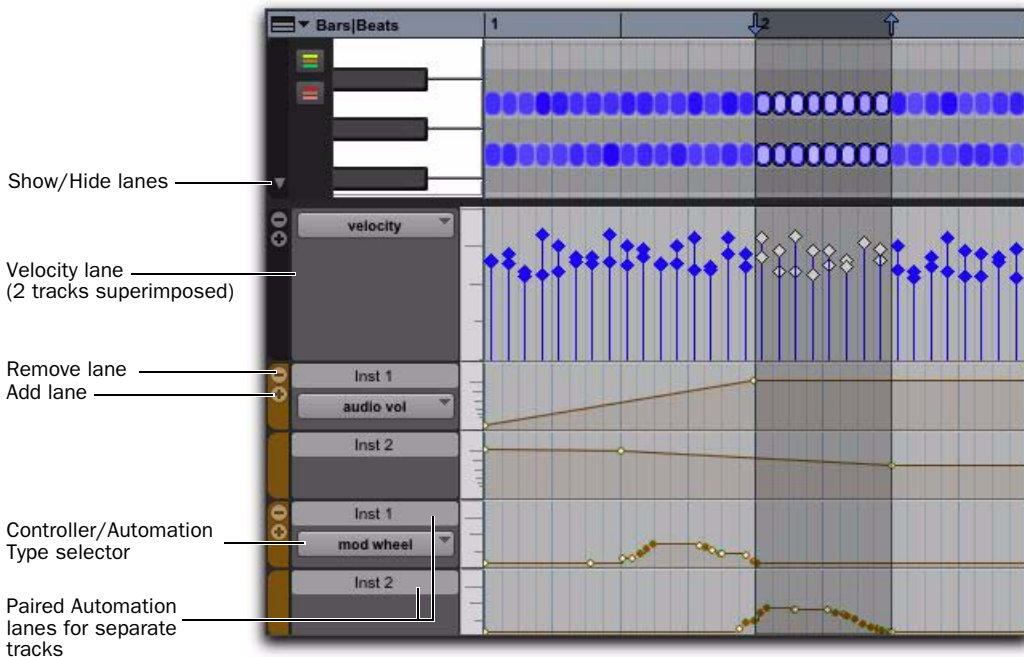 Bars|Beats
1
2
Show/Hide lanes
velocity
Velocity lane
(2 tracks superimposed)
Remove lane
Add lane
Inst 1
audio vol
Inst 2
Inst 1
Controller/Automation
Type selector
mod wheel
Inst 2
Paired Automation
lanes for separate
tracks